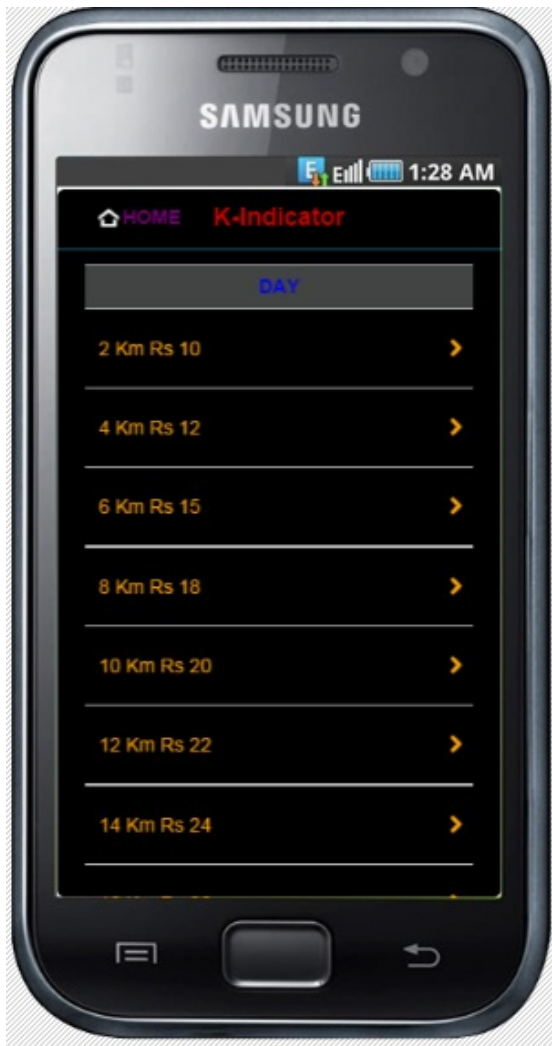 SAMSUNG
E 1:28 AM
HOME K-Indicator
DAY
2 Km Rs 10
4 Km Rs 12
6 Km Rs 15
8 Km Rs 18
10 Km Rs 20
12 Km Rs 22
14 Km Rs 24